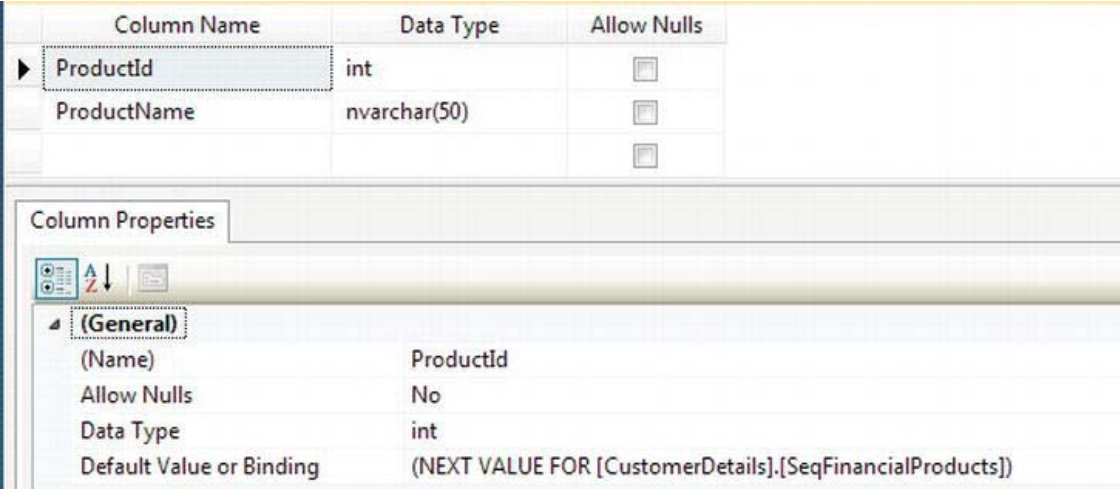 Column Name Data Type Allow Nulls
ProductId int
ProductName nvarchar(50)
Column Properties
A Z
(General)
(Name) ProductId
Allow Nulls No
Data Type int
Default Value or Binding (NEXT VALUE FOR [CustomerDetails].[SeqFinancialProducts])